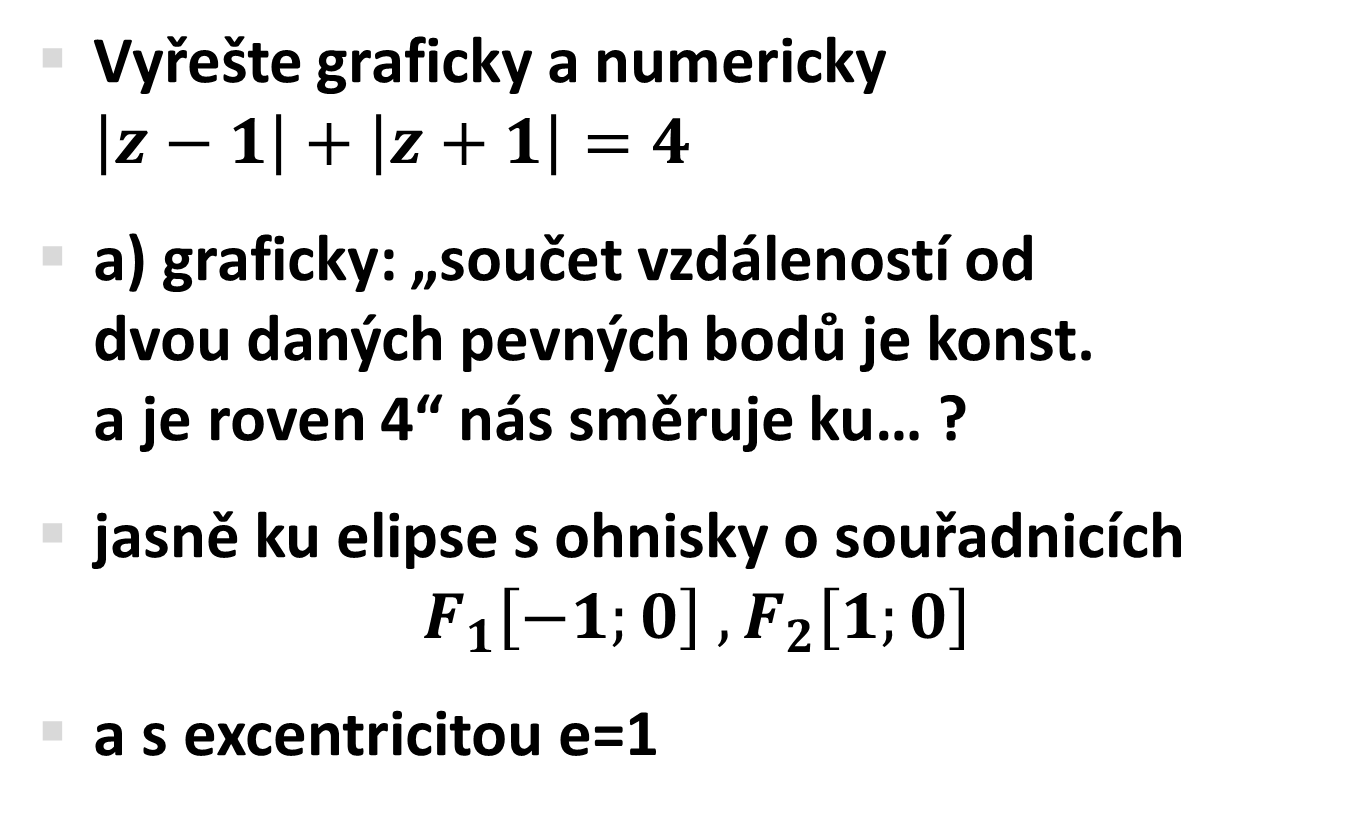 ▪ Vyřešte graficky a numericky
|z − 1| + |z + 1| = 4
▪ a) graficky: „součet vzdáleností od
dvou daných pevných bodů je konst.
a je roven 4“ nás směruje ku... ?
▪ jasně ku elipse s ohnisky o souřadnicích
F₁[−1; 0] , F₂[1; 0]
▪ a s excentricitou e=1